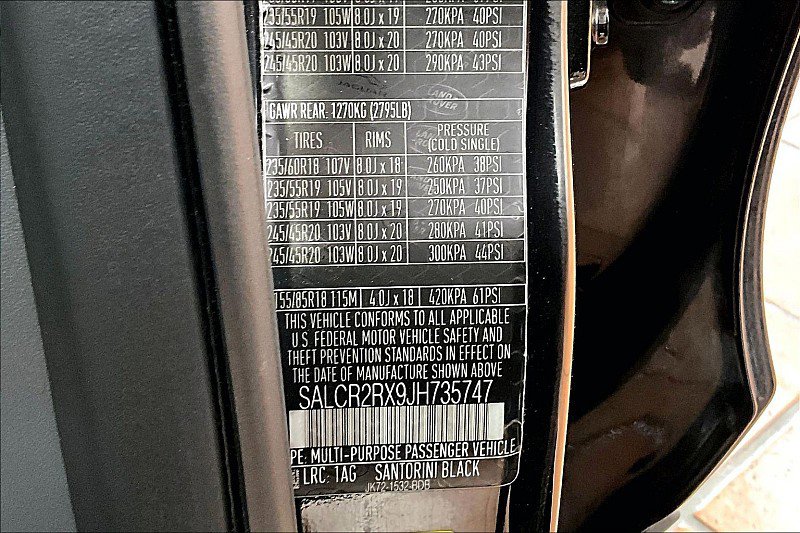 235/55R19 105W 8.0J x 19 270KPA 40PSI
245/45R20 103V 8.0J x 20 280KPA 41PSI
245/45R20 103W 8.0J x 20 290KPA 43PSI
JAGUAR LAND ROVER
GAWR REAR: 1270KG (2795LB)
TIRES RIMS PRESSURE (COLD SINGLE)
235/60R18 107V 8.0J x 18 260KPA 38PSI
235/55R19 105V 8.0J x 19 250KPA 37PSI
235/55R19 105W 8.0J x 19 270KPA 40PSI
245/45R20 103V 8.0J x 20 280KPA 41PSI
245/45R20 103W 8.0J x 20 300KPA 44PSI
155/85R18 115M 4.0J x 18 420KPA 61PSI
THIS VEHICLE CONFORMS TO ALL APPLICABLE
U.S. FEDERAL MOTOR VEHICLE SAFETY AND
THEFT PREVENTION STANDARDS IN EFFECT ON
THE DATE OF MANUFACTURE SHOWN ABOVE
SALCR2RX9JH735747
PE: MULTI-PURPOSE PASSENGER VEHICLE
LRC: 1AG SANTORINI BLACK
JK72-1532-BDB